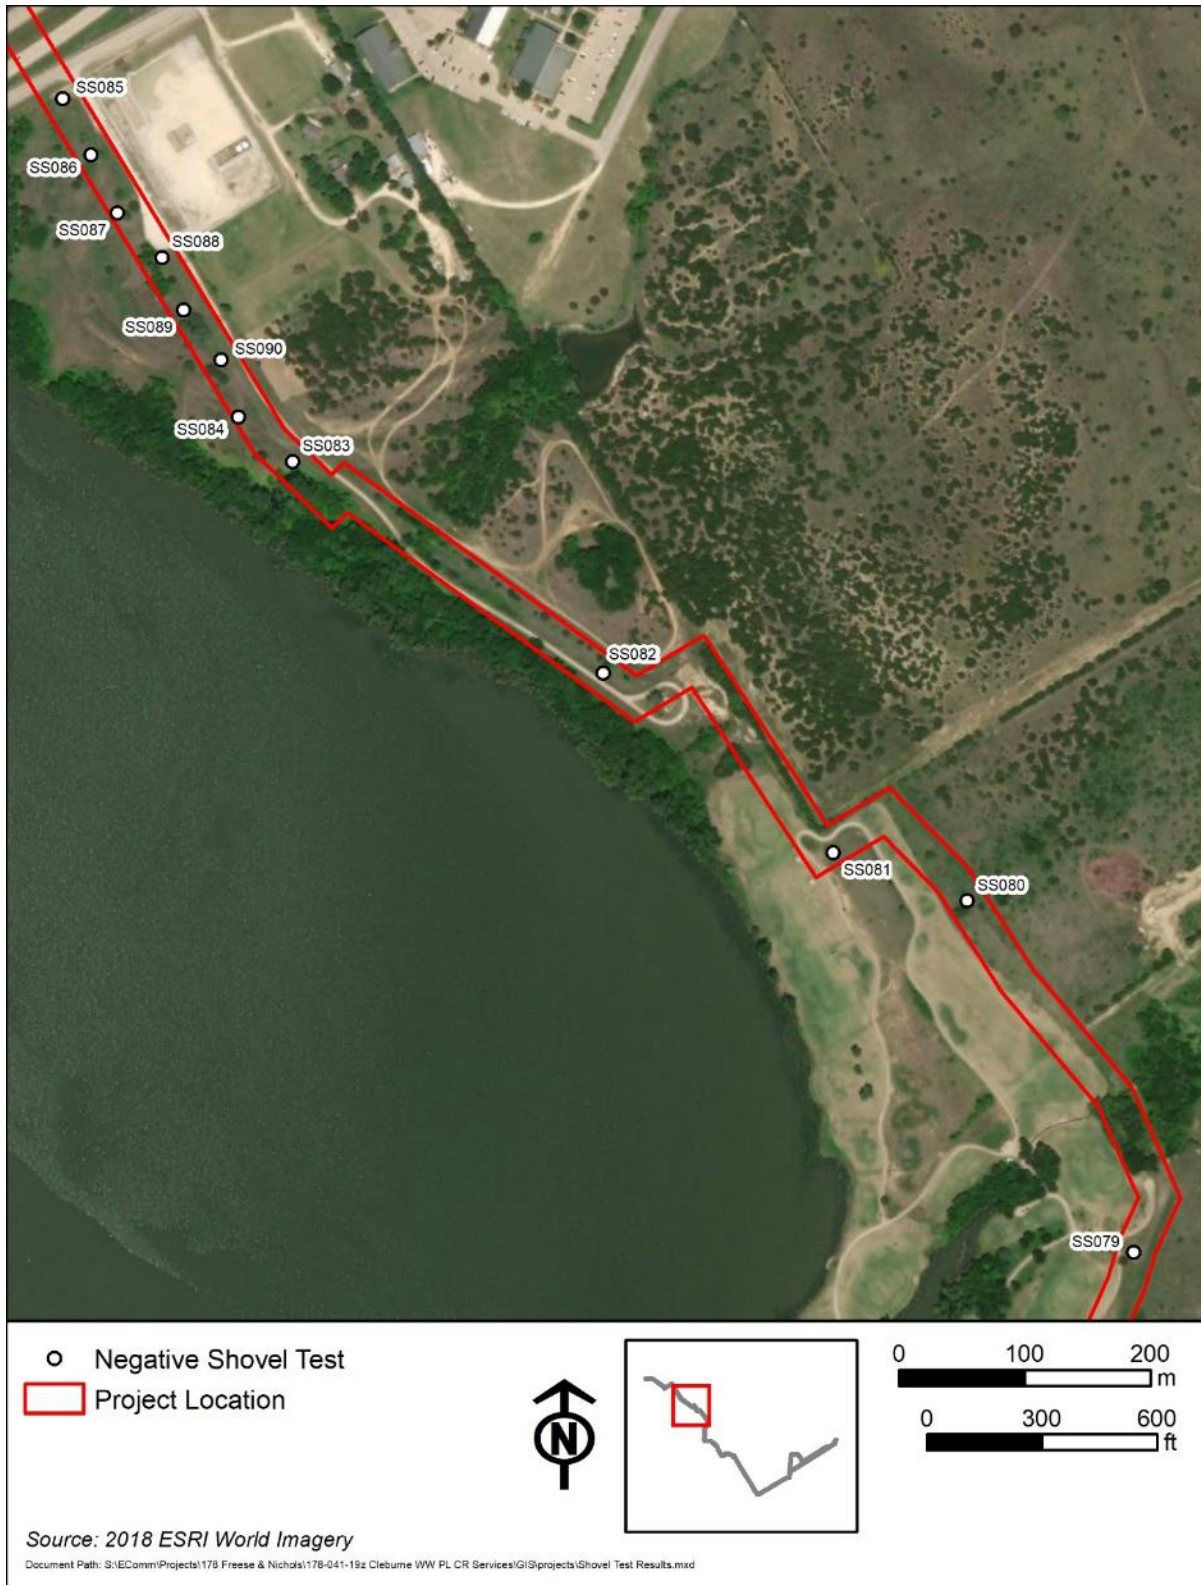 SS085
SS086
SS087
SS088
SS089
SS090
SS084
SS083
SS082
SS081
SS080
SS079
Negative Shovel Test
Project Location
N
0 100 200
m
0 300 600
ft
Source: 2018 ESRI World Imagery
Document Path: S:\EComm\Projects\178 Freese & Nichols\178-041-19z Cleburne WW PL CR Services\GIS\projects\Shovel Test Results.mxd